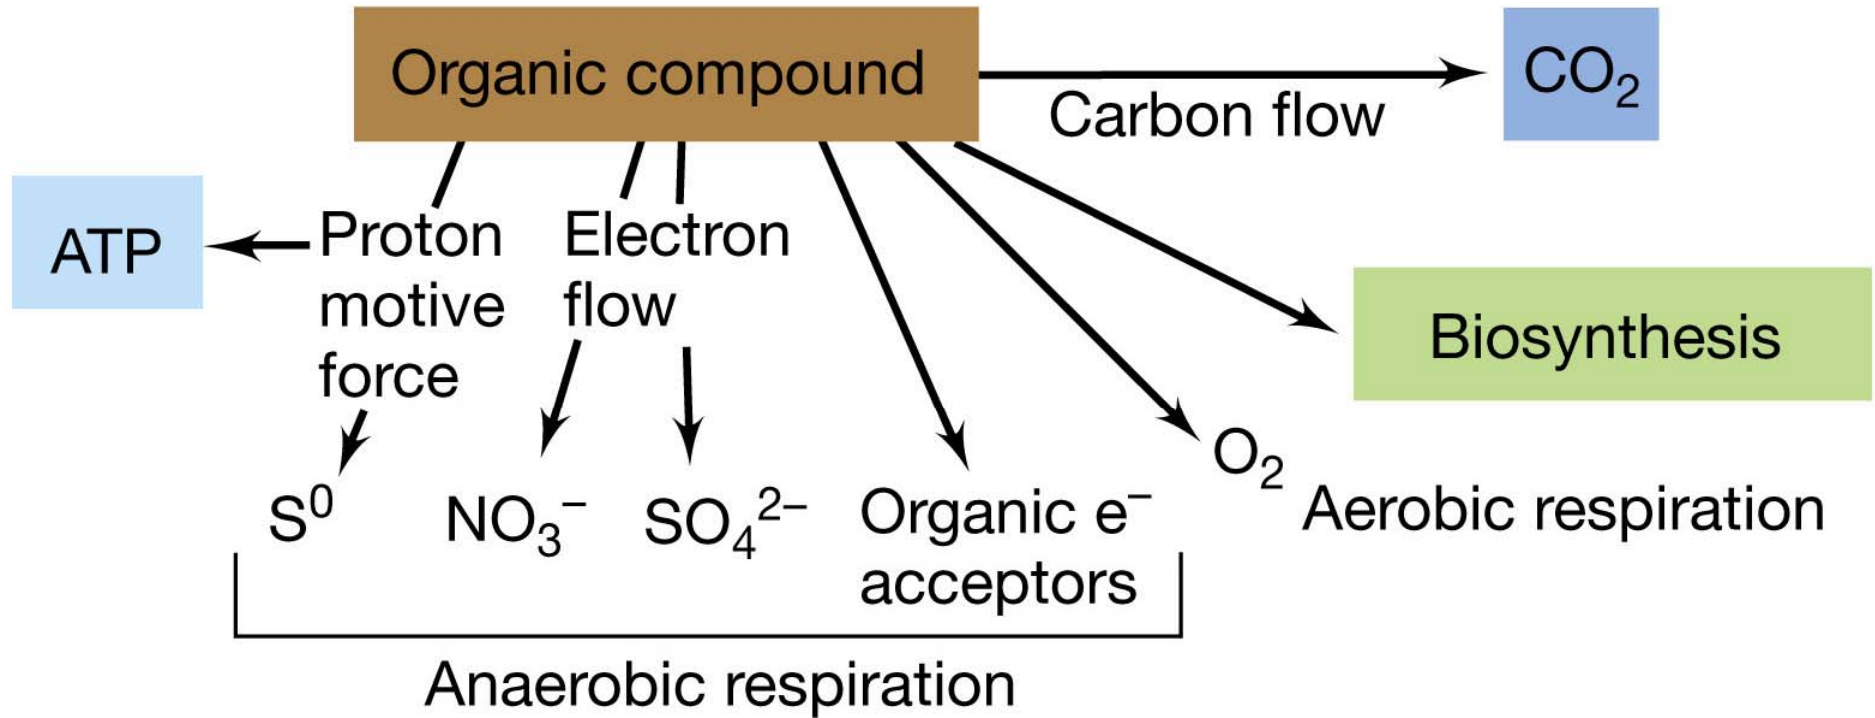 Organic compound
CO₂
Carbon flow
ATP
Proton
motive
force
Electron
flow
Biosynthesis
S⁰
NO₃⁻
SO₄²⁻
Organic e⁻
acceptors
O₂
Aerobic respiration
Anaerobic respiration